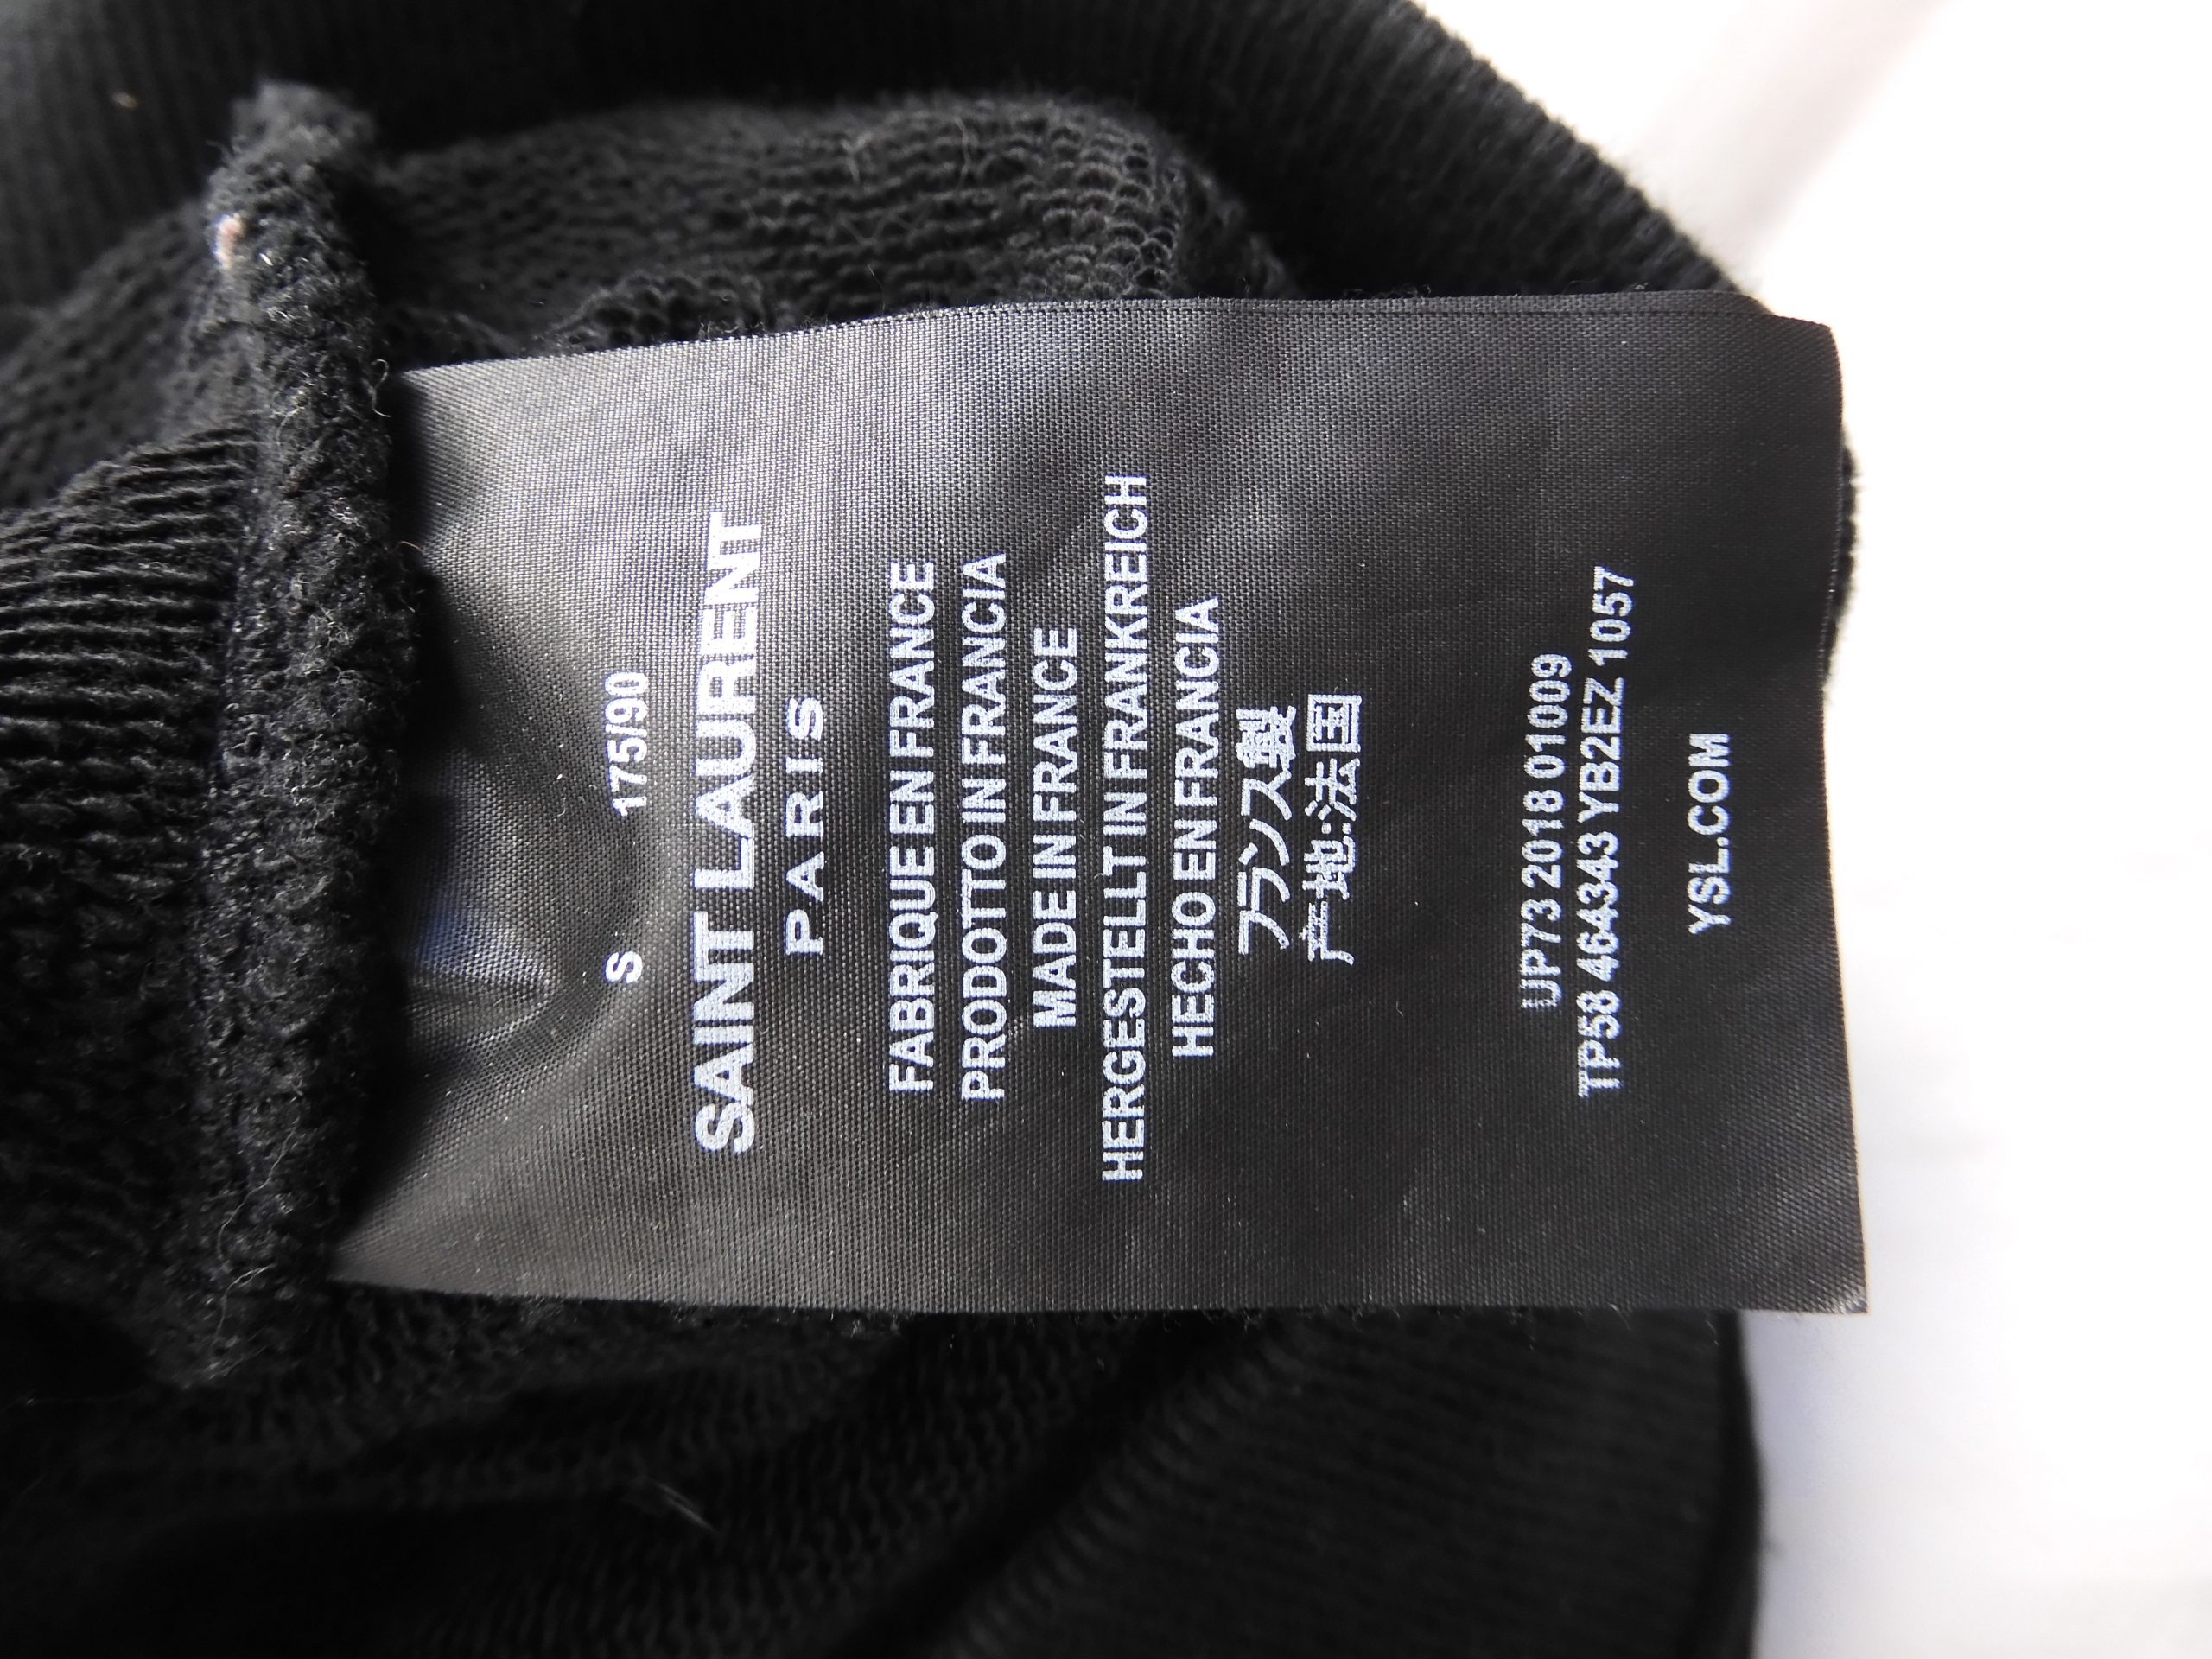 S 175/90
SAINT LAURENT
PARIS
FABRIQUE EN FRANCE
PRODOTTO IN FRANCIA
MADE IN FRANCE
HERGESTELLT IN FRANKREICH
HECHO EN FRANCIA
フランス製
产地:法国
UP73 2018 01009
TP58 464343 YB2EZ 1057
YSL.COM